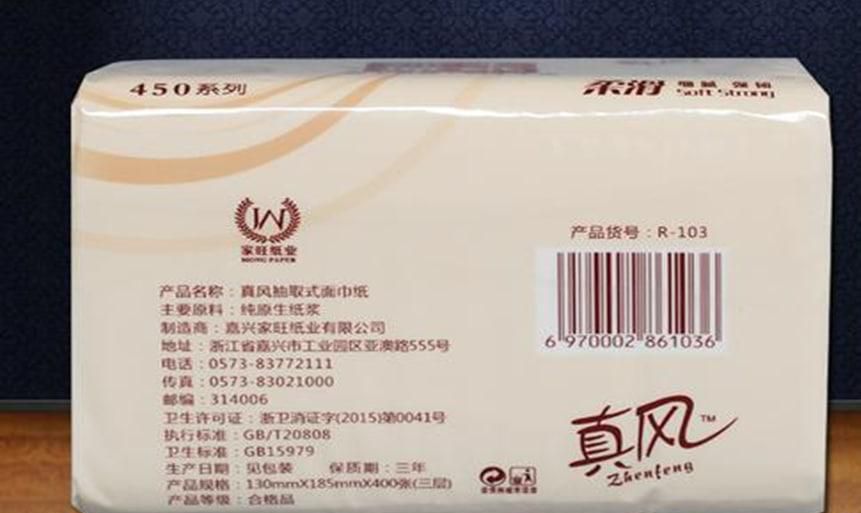 450系列
柔滑 细腻 强韧
Soft Strong
家旺纸业
产品货号：R-103
6 970002 861036
产品名称：真风抽取式面巾纸
主要原料：纯原生纸浆
制造商：嘉兴家旺纸业有限公司
地址：浙江省嘉兴市工业园区亚澳路555号
电话：0573-83772111
传真：0573-83021000
邮编：314006
卫生许可证：浙卫消证字(2015)第0041号
执行标准：GB/T20808
卫生标准：GB15979
生产日期：见包装 保质期：三年
产品规格：130mmX185mmX400张(三层)
产品等级：合格品
真风™
Zhenfeng